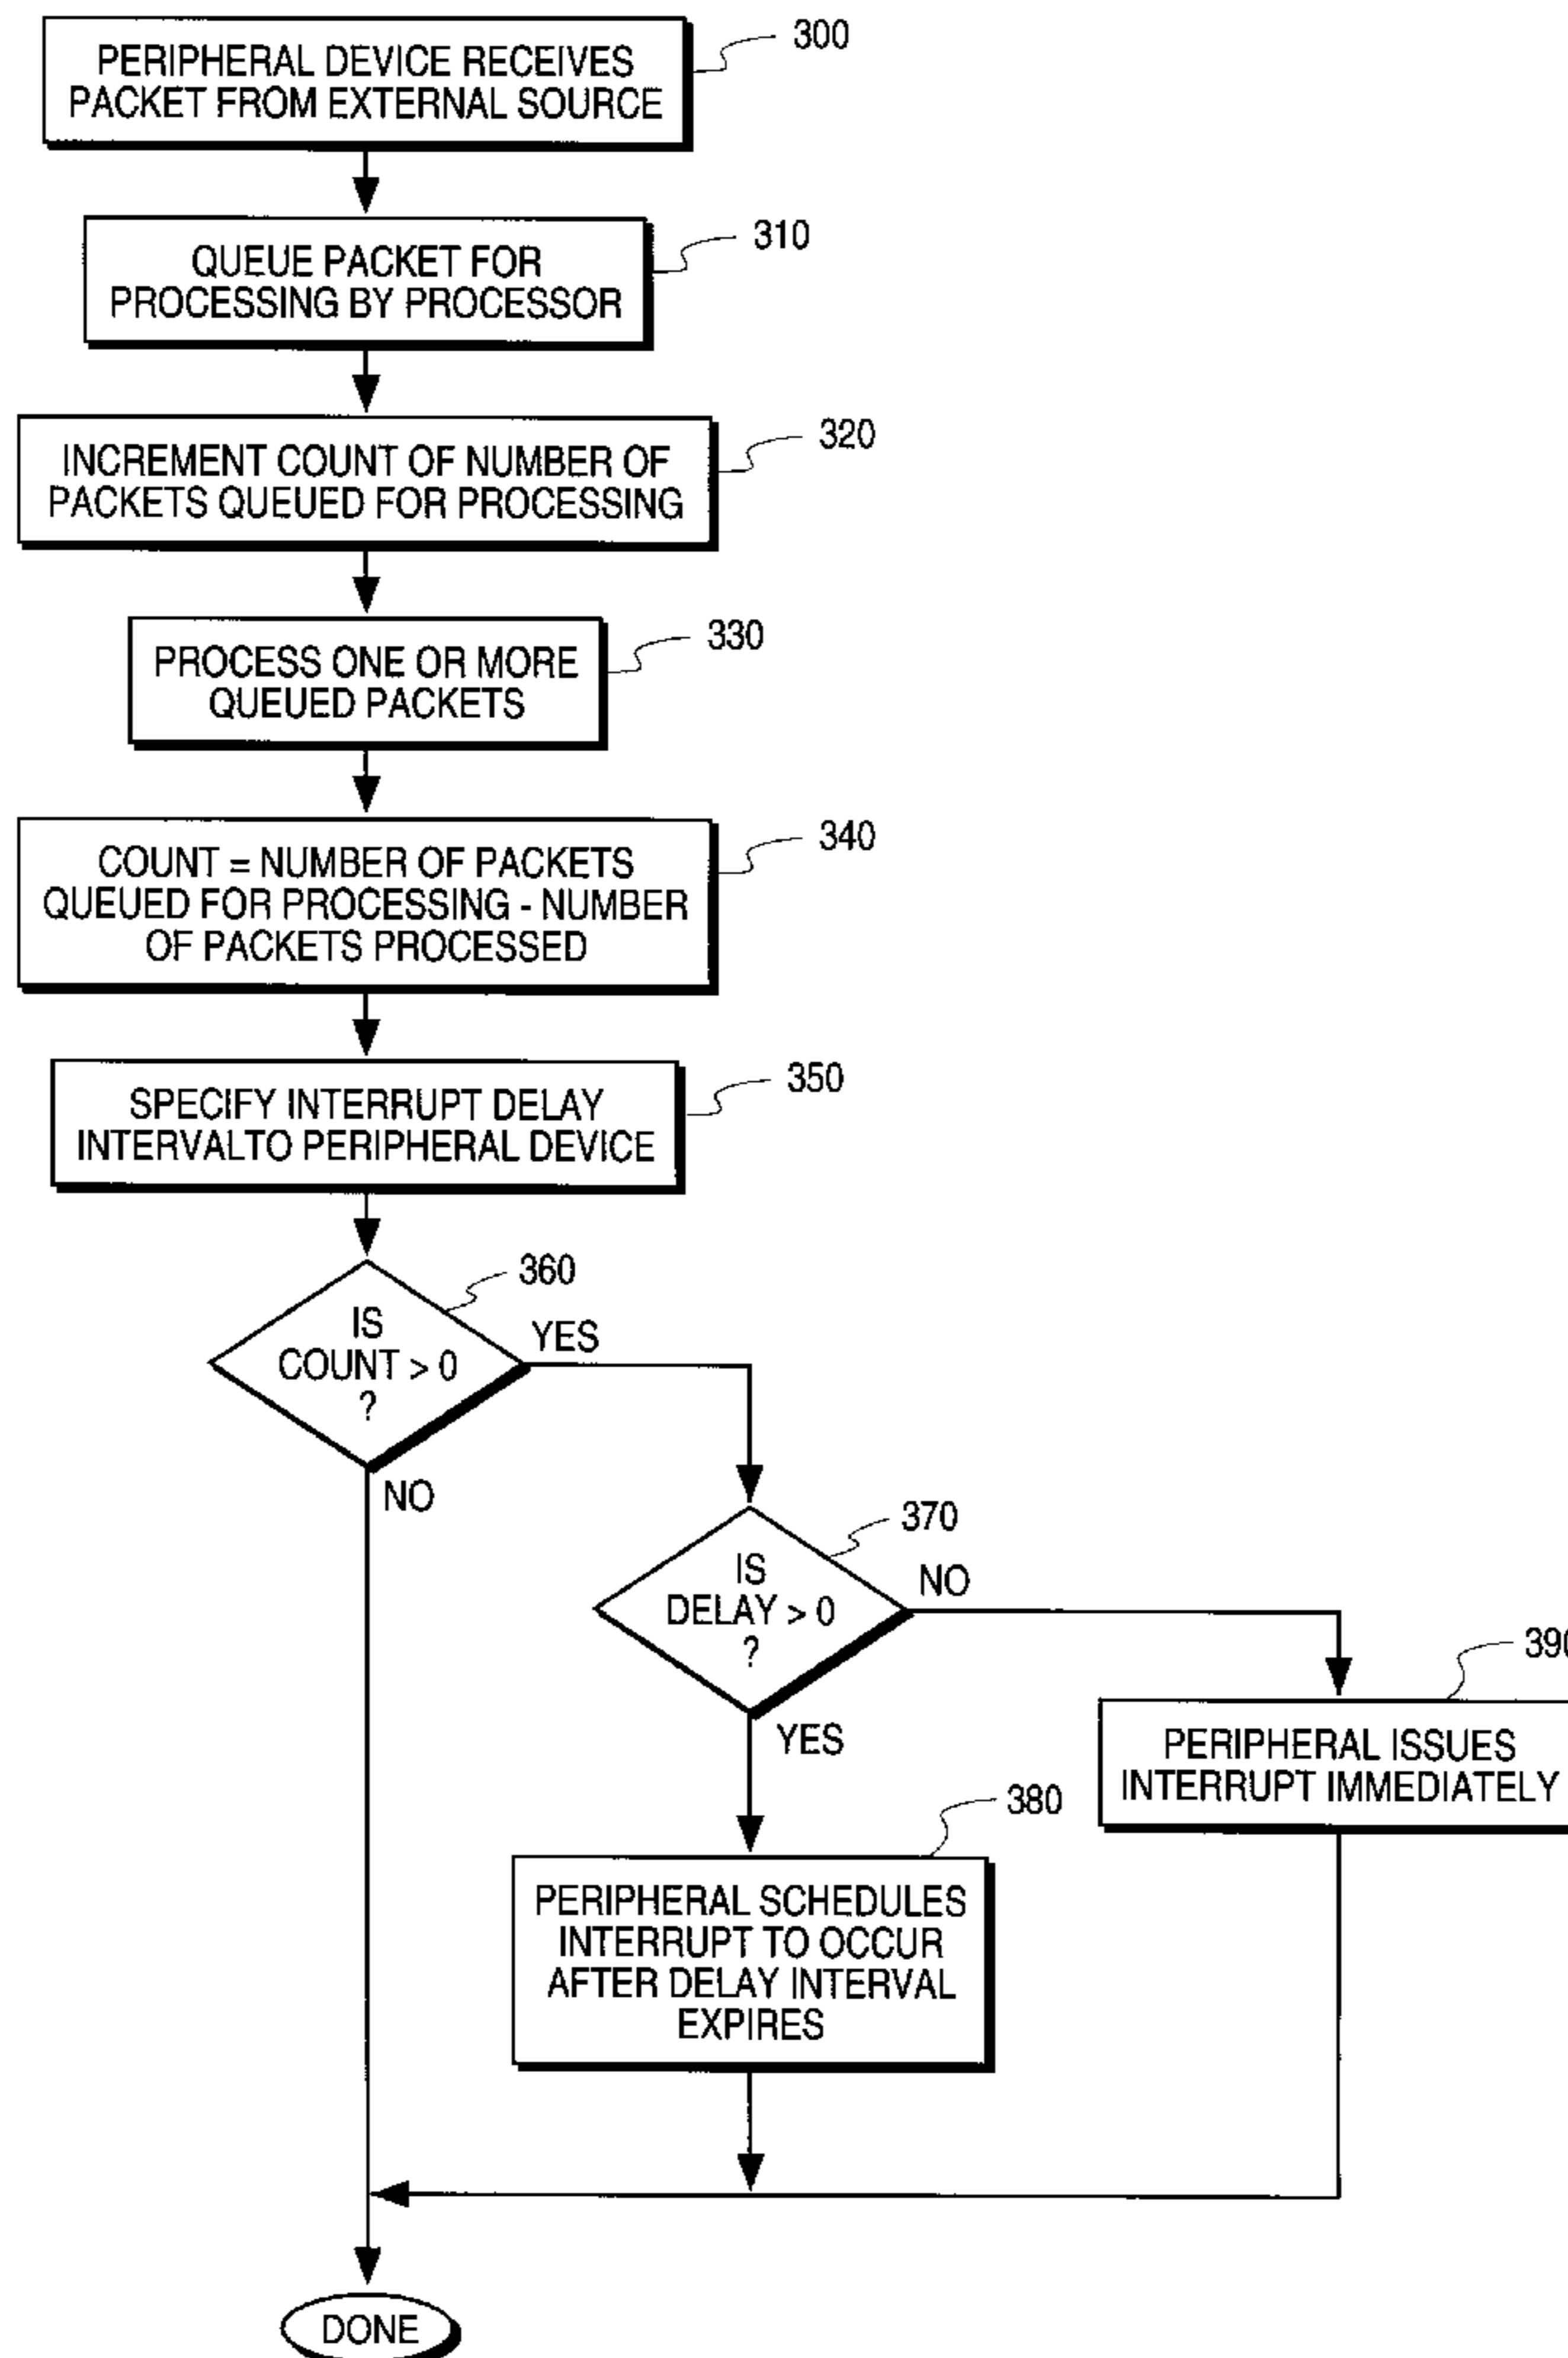 300
PERIPHERAL DEVICE RECEIVES
PACKET FROM EXTERNAL SOURCE
310
QUEUE PACKET FOR
PROCESSING BY PROCESSOR
320
INCREMENT COUNT OF NUMBER OF
PACKETS QUEUED FOR PROCESSING
330
PROCESS ONE OR MORE
QUEUED PACKETS
340
COUNT = NUMBER OF PACKETS
QUEUED FOR PROCESSING - NUMBER
OF PACKETS PROCESSED
350
SPECIFY INTERRUPT DELAY
INTERVALTO PERIPHERAL DEVICE
360
IS
COUNT > 0
?
YES
NO
370
IS
DELAY > 0
?
NO
YES
390
PERIPHERAL ISSUES
INTERRUPT IMMEDIATELY
380
PERIPHERAL SCHEDULES
INTERRUPT TO OCCUR
AFTER DELAY INTERVAL
EXPIRES
DONE